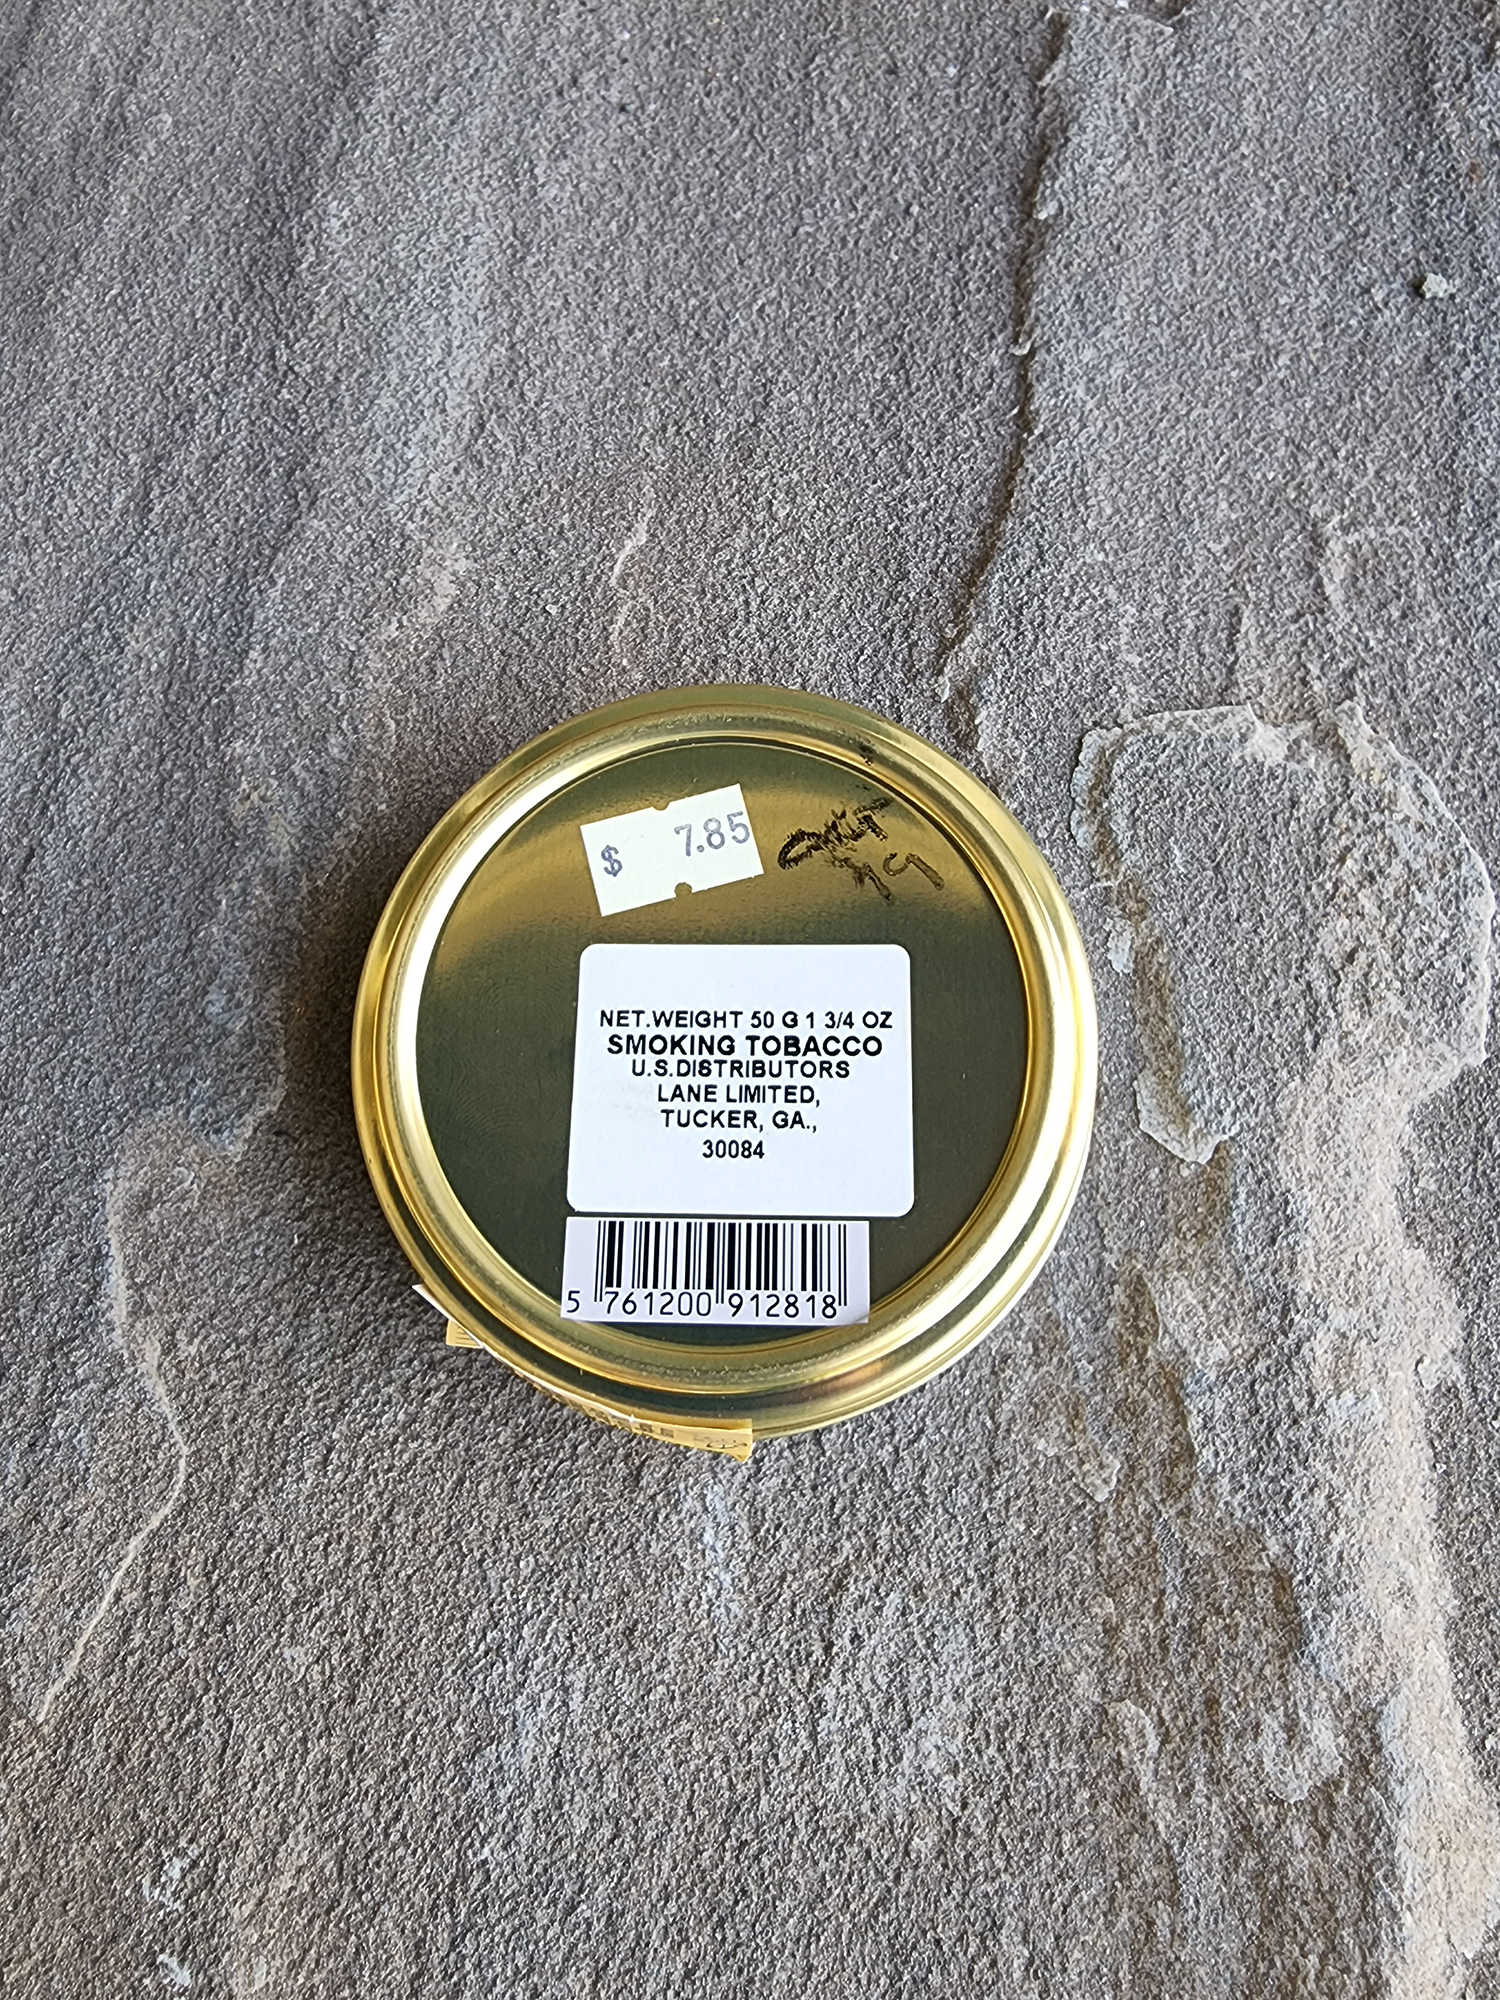 $ 7.85
NET.WEIGHT 50 G 1 3/4 OZ
SMOKING TOBACCO
U.S.DISTRIBUTORS
LANE LIMITED,
TUCKER, GA.,
30084
5 761200 912818